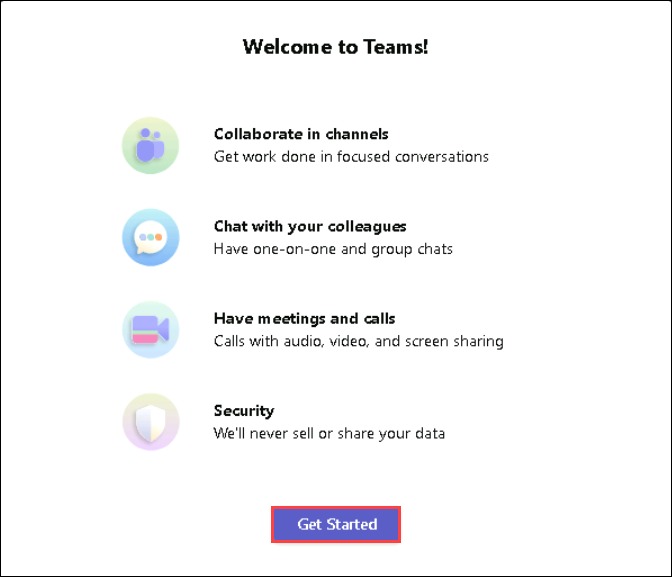 Welcome to Teams!
Collaborate in channels
Get work done in focused conversations
Chat with your colleagues
Have one-on-one and group chats
Have meetings and calls
Calls with audio, video, and screen sharing
Security
We'll never sell or share your data
Get Started